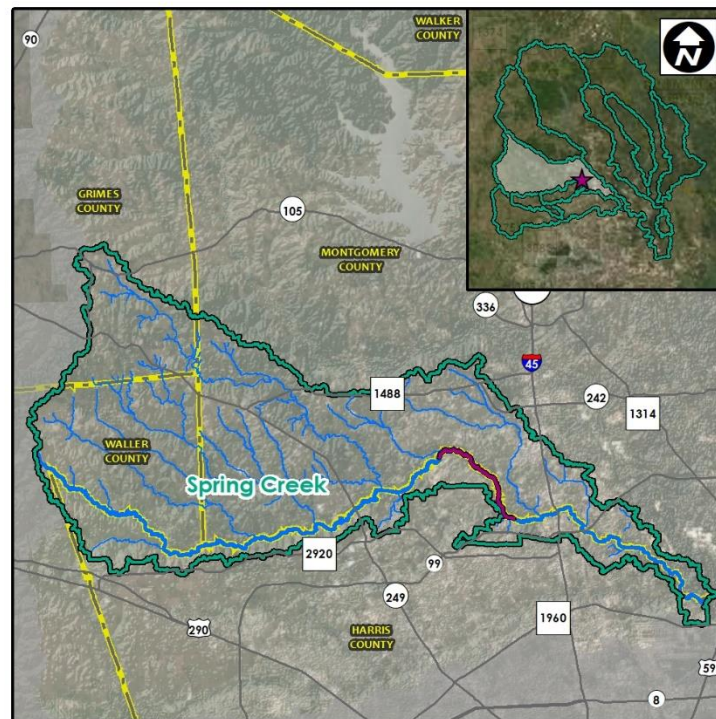 WALKER
COUNTY
N
90
GRIMES
COUNTY
105
MONTGOMERY
COUNTY
336
45
1488
242
1314
WALLER
COUNTY
Spring Creek
2920
99
249
290
HARRIS
COUNTY
1960
59
8